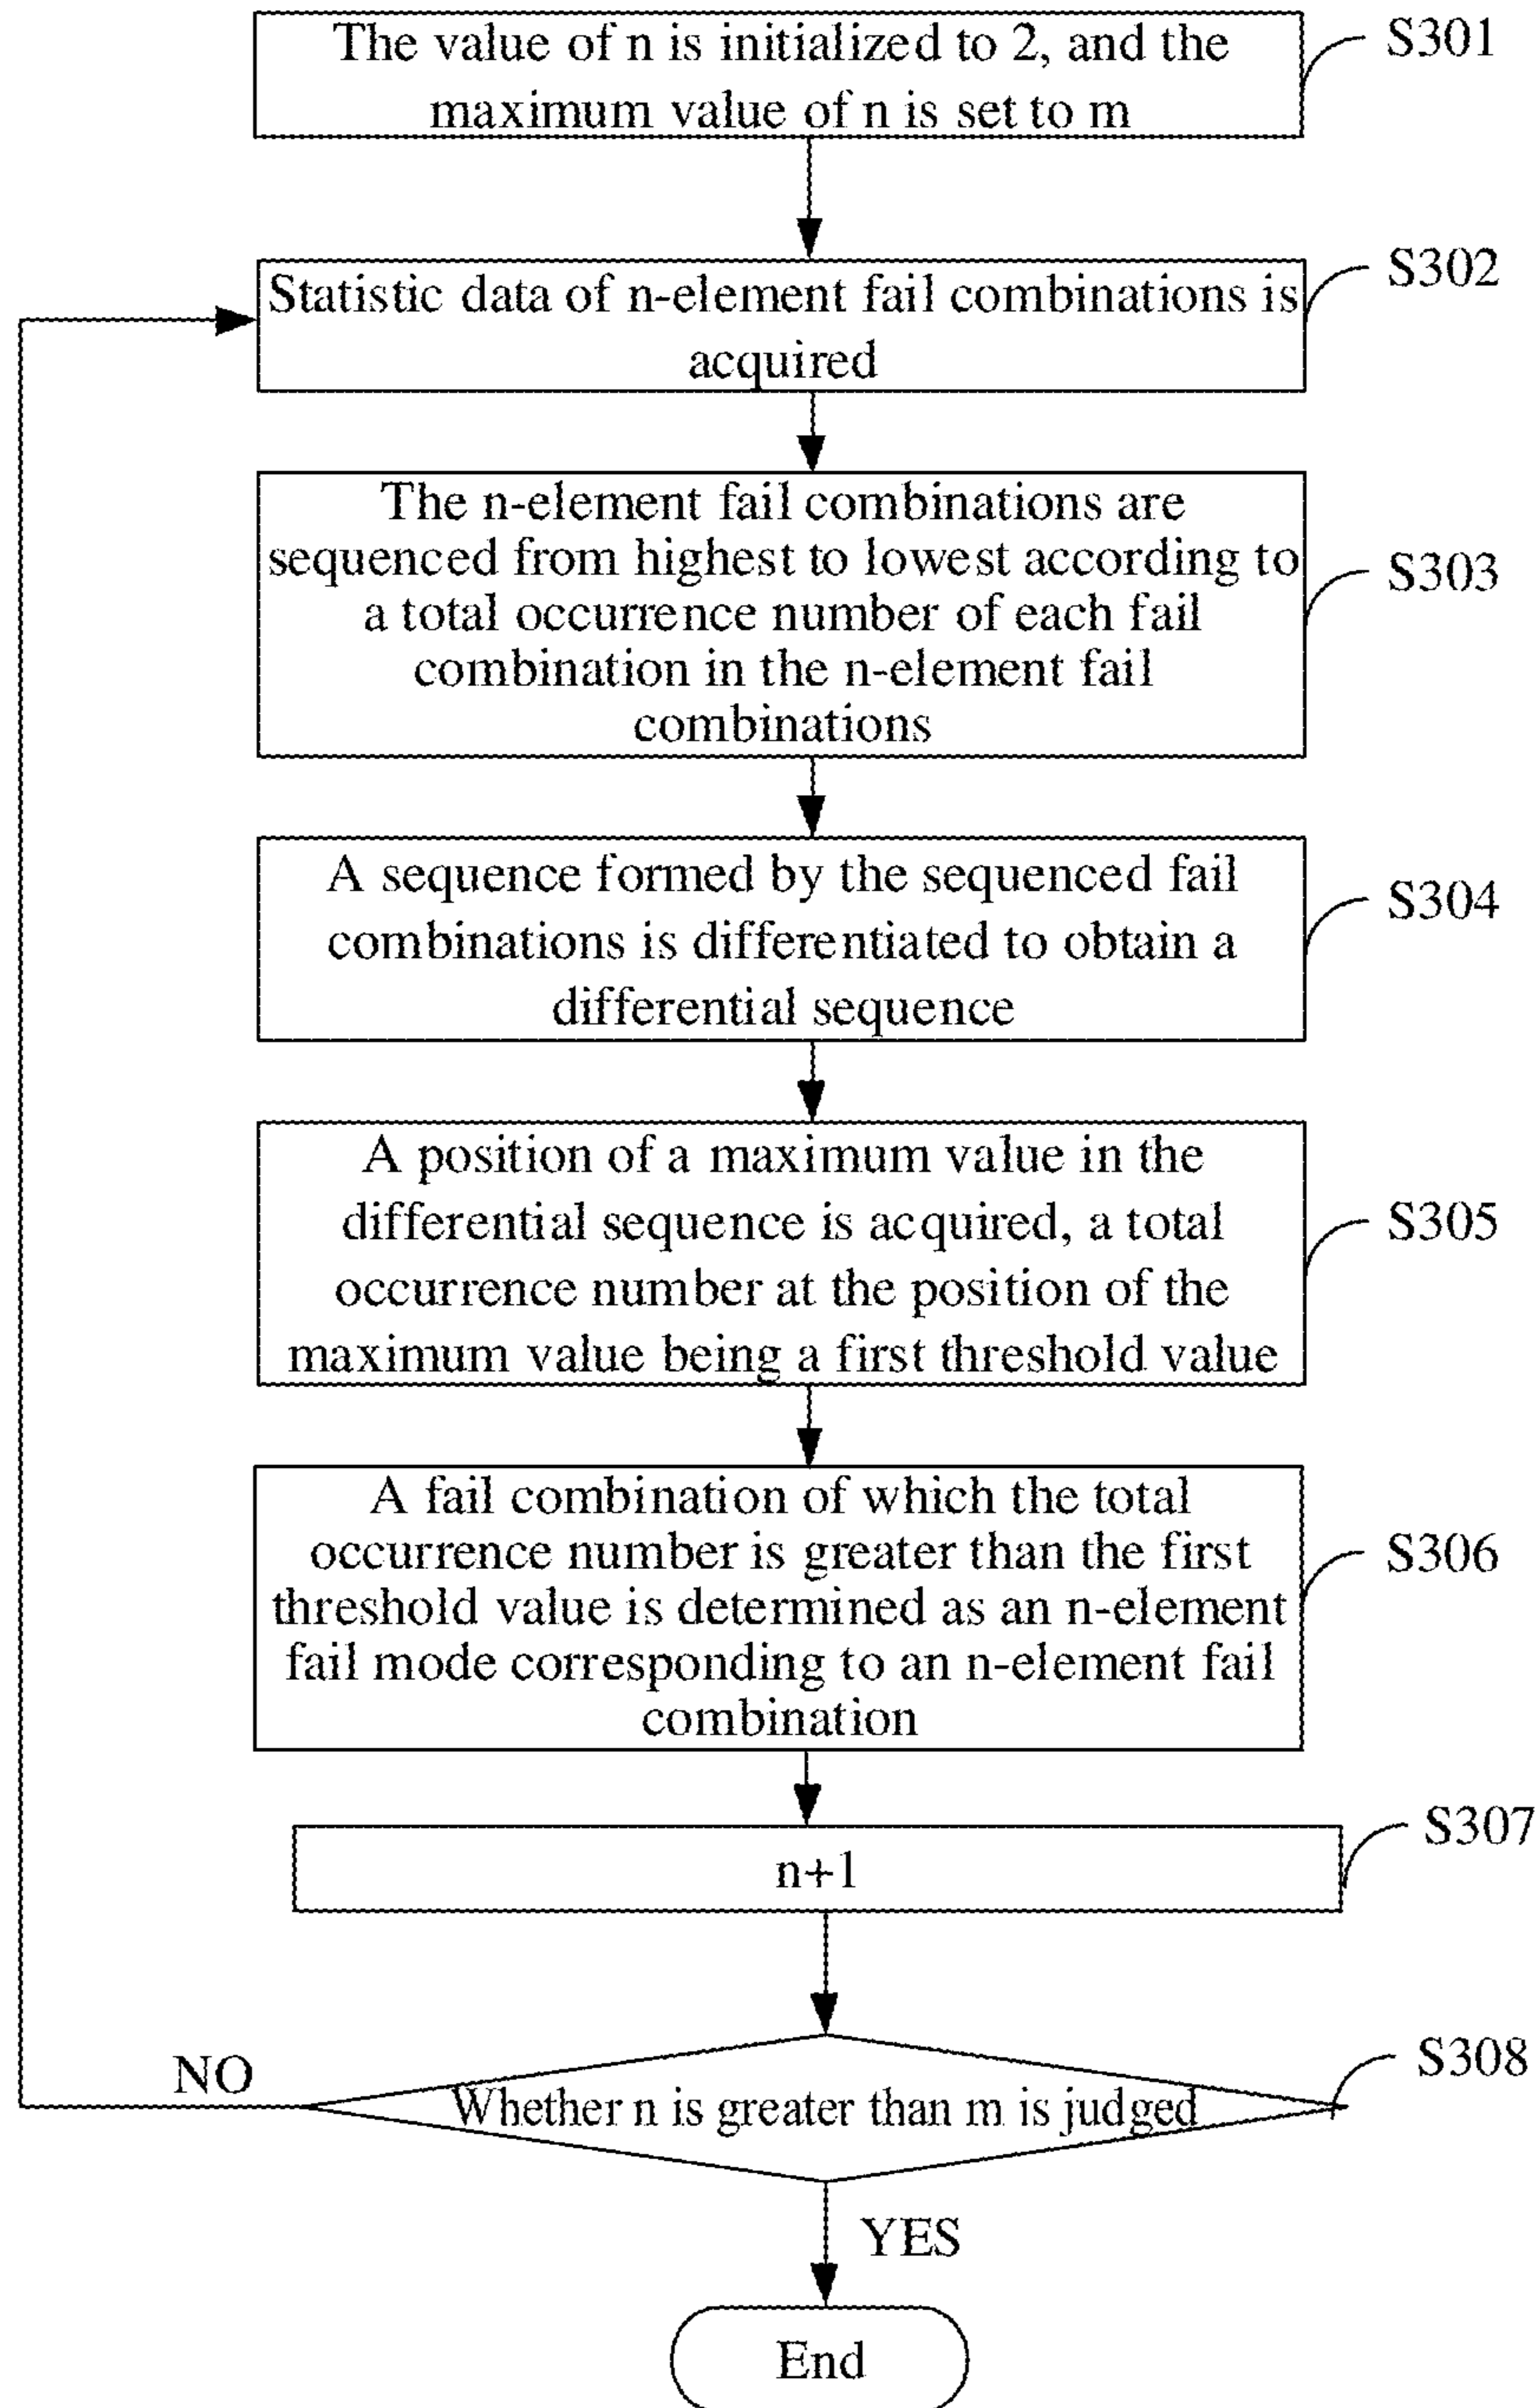 The value of n is initialized to 2, and the
maximum value of n is set to m
S301
Statistic data of n-element fail combinations is
acquired
S302
The n-element fail combinations are
sequenced from highest to lowest according to
a total occurrence number of each fail
combination in the n-element fail
combinations
S303
A sequence formed by the sequenced fail
combinations is differentiated to obtain a
differential sequence
S304
A position of a maximum value in the
differential sequence is acquired, a total
occurrence number at the position of the
maximum value being a first threshold value
S305
A fail combination of which the total
occurrence number is greater than the first
threshold value is determined as an n-element
fail mode corresponding to an n-element fail
combination
S306
n+1
S307
Whether n is greater than m is judged
S308
NO
YES
End